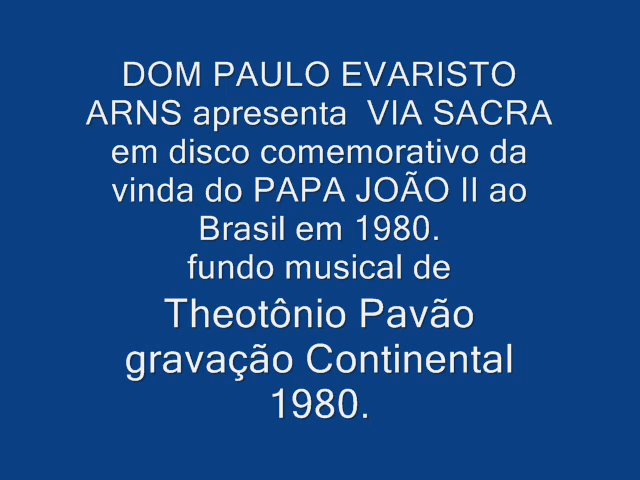 DOM PAULO EVARISTO
ARNS apresenta  VIA SACRA
em disco comemorativo da
vinda do PAPA JOÃO II ao
Brasil em 1980.
fundo musical de
Theotônio Pavão
gravação Continental
1980.